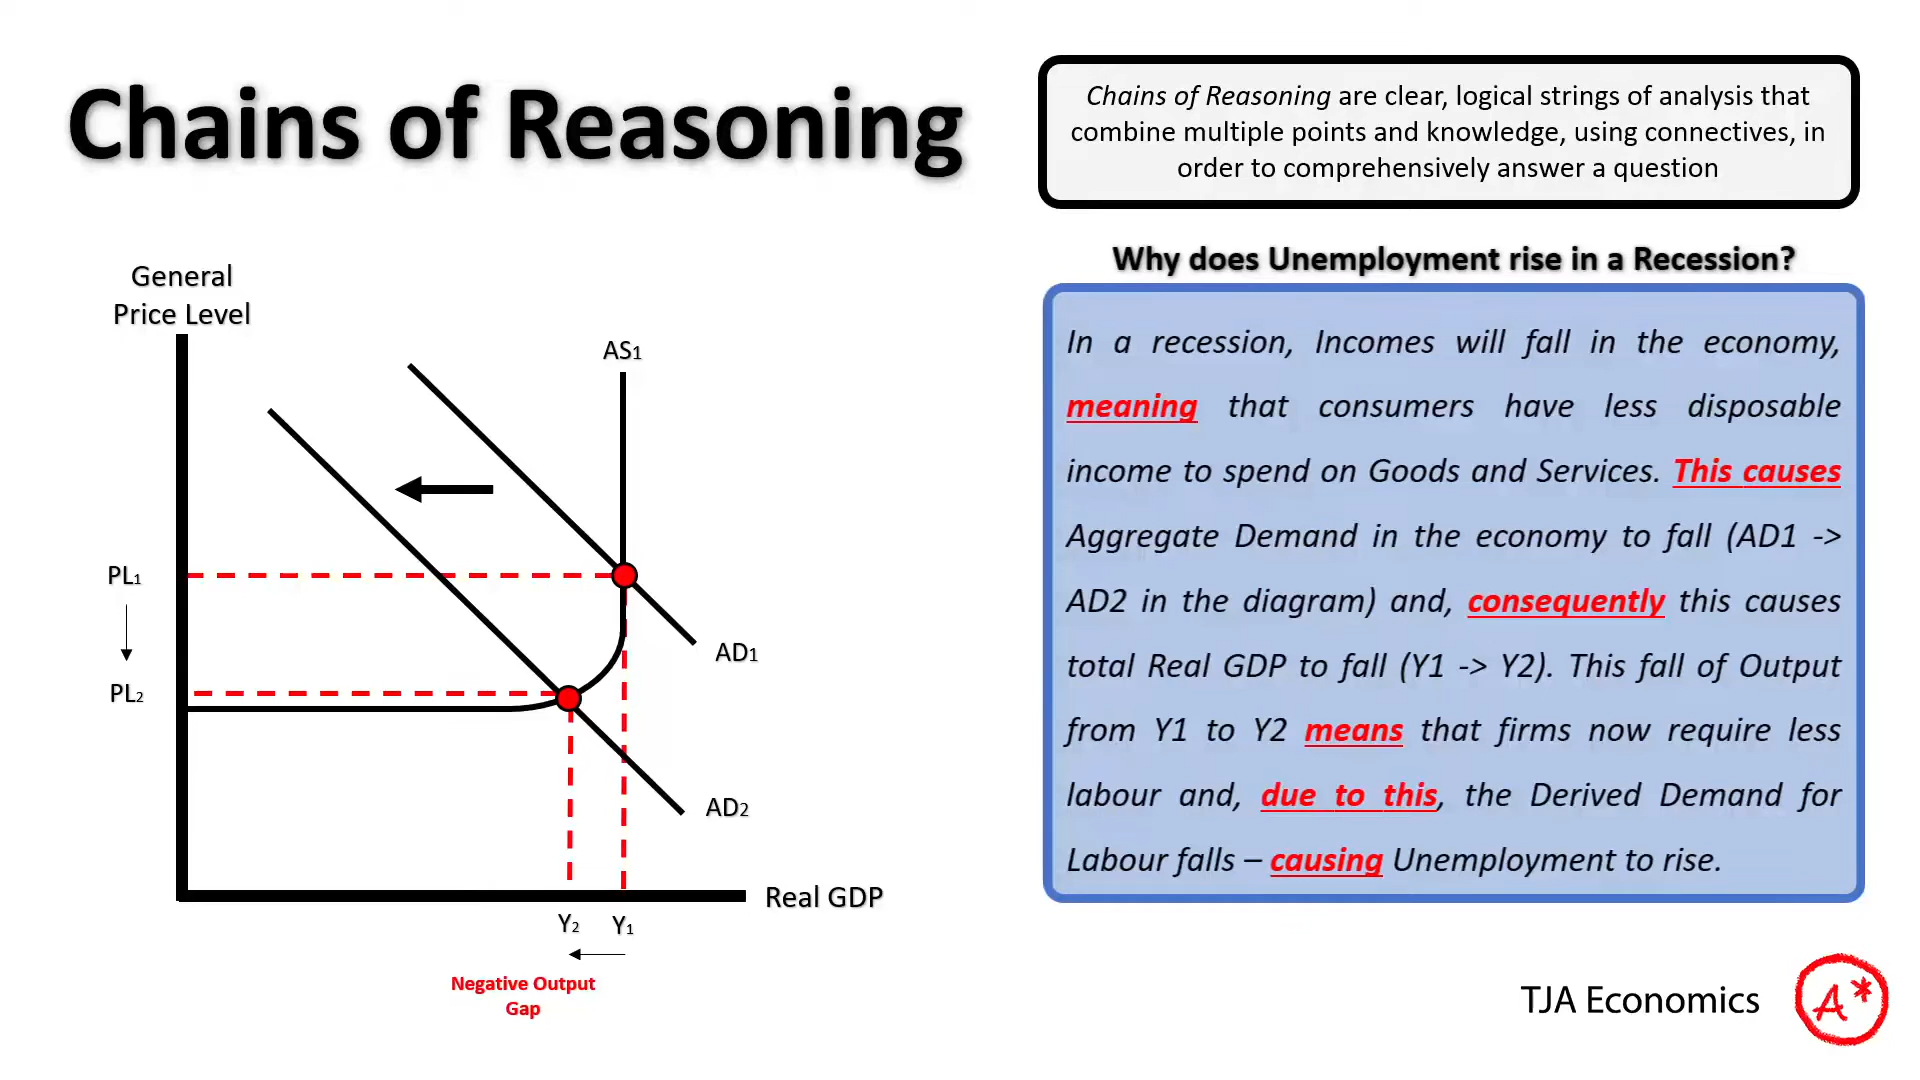 Chains of Reasoning
Chains of Reasoning are clear, logical strings of analysis that
combine multiple points and knowledge, using connectives, in
order to comprehensively answer a question
Why does Unemployment rise in a Recession?
In a recession, Incomes will fall in the economy,
meaning that consumers have less disposable
income to spend on Goods and Services. This causes
Aggregate Demand in the economy to fall (AD1 ->
AD2 in the diagram) and, consequently this causes
total Real GDP to fall (Y1 -> Y2). This fall of Output
from Y1 to Y2 means that firms now require less
labour and, due to this, the Derived Demand for
Labour falls – causing Unemployment to rise.
General
Price Level
AS1
PL1
AD1
PL2
AD2
Real GDP
Y2 Y1
Negative Output
Gap
TJA Economics
A*